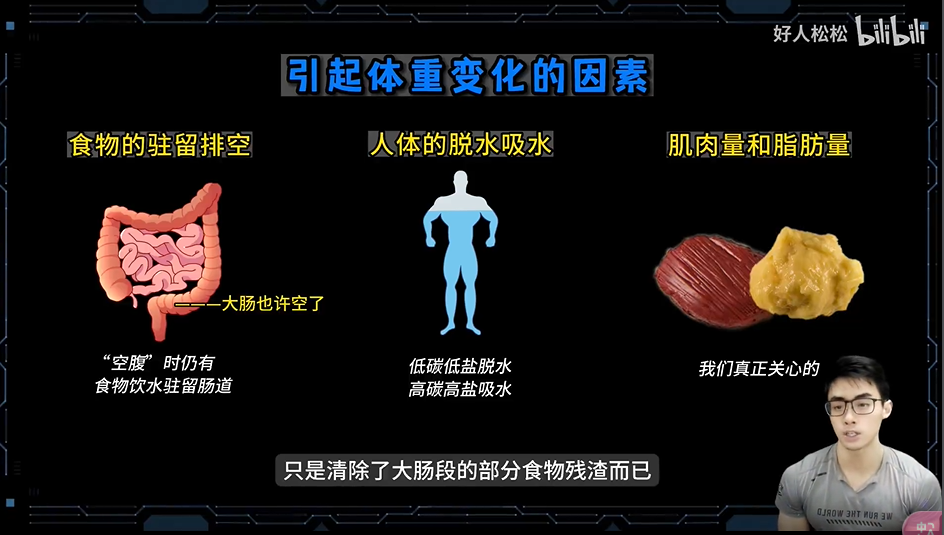 好人松松 bilibili
引起体重变化的因素
食物的驻留排空
人体的脱水吸水
肌肉量和脂肪量
———大肠也许空了
“空腹”时仍有
食物饮水驻留肠道
低碳低盐脱水
高碳高盐吸水
我们真正关心的
只是清除了大肠段的部分食物残渣而已
WE RUN THE WORLD